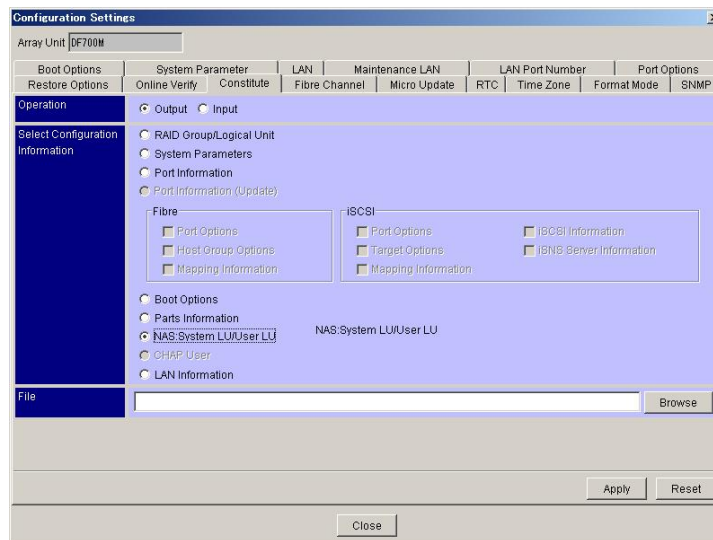 Configuration Settings
Array Unit DF700M
Boot Options System Parameter LAN Maintenance LAN LAN Port Number Port Options
Restore Options Online Verify Constitute Fibre Channel Micro Update RTC Time Zone Format Mode SNMP
Operation Output Input
Select Configuration Information
RAID Group/Logical Unit
System Parameters
Port Information
Port Information (Update)
Fibre iSCSI
Port Options Port Options iSCSI Information
Host Group Options Target Options iSNS Server Information
Mapping Information Mapping Information
Boot Options
Parts Information
NAS:System LU/User LU NAS:System LU/User LU
CHAP User
LAN Information
File Browse
Apply Reset
Close